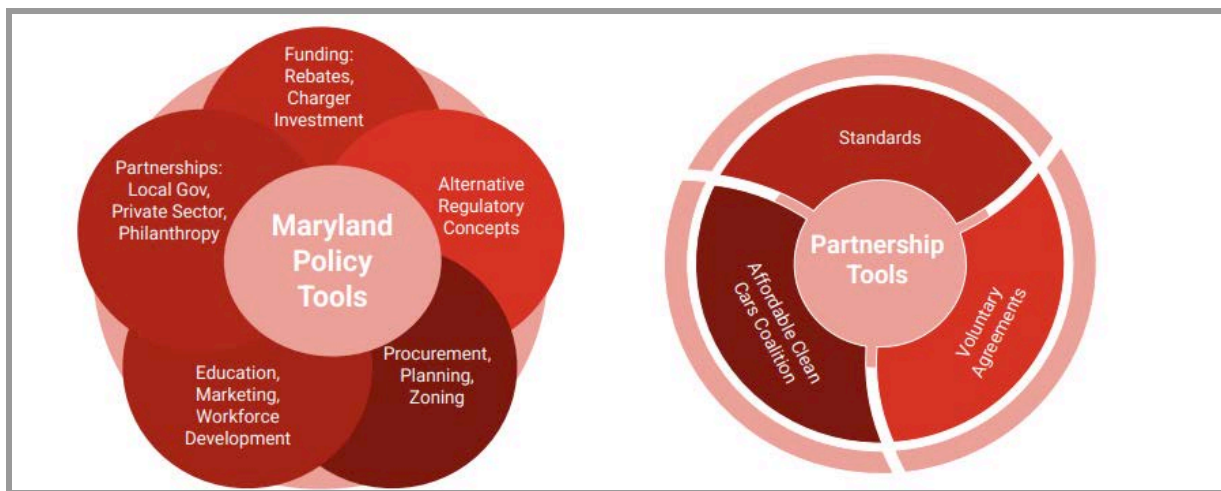 Funding:
Rebates,
Charger
Investment
Partnerships:
Local Gov,
Private Sector,
Philanthropy
Alternative
Regulatory
Concepts
Maryland
Policy
Tools
Procurement,
Planning,
Zoning
Education,
Marketing,
Workforce
Development
Standards
Partnership
Tools
Affordable Clean
Cars Coalition
Voluntary
Agreements